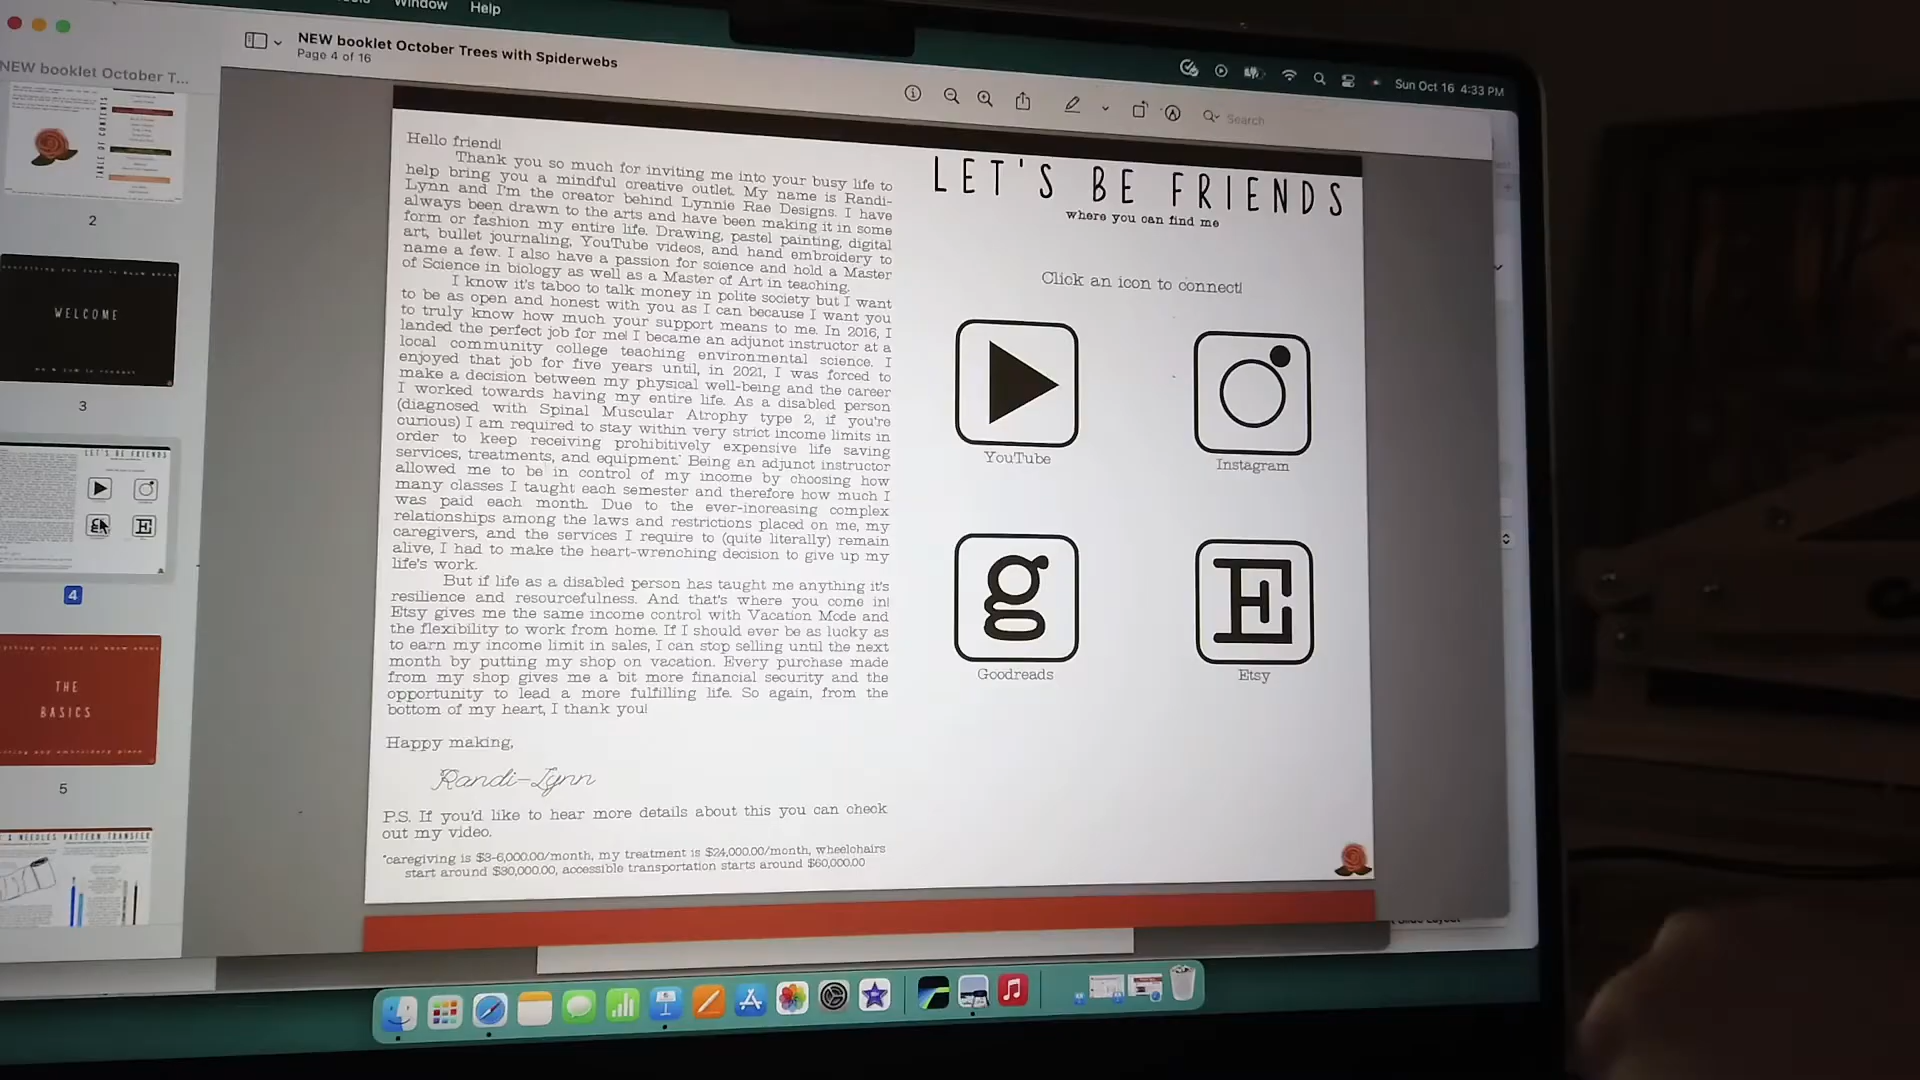 Window
Help
NEW booklet October T...
NEW booklet October Trees with Spiderwebs
Page 4 of 16
Search
Sun Oct 16 4:33 PM
TABLE OF CONTENTS
2
WELCOME
3
LET'S BE FRIENDS
4
THE
BASICS
5
Hello friend!
Thank you so much for inviting me into your busy life to
help bring you a mindful creative outlet. My name is Randi-
Lynn and I'm the creator behind Lynnie Rae Designs. I have
always been drawn to the arts and have been making it in some
form or fashion my entire life. Drawing, pastel painting, digital
art, bullet journaling, YouTube videos, and hand embroidery to
name a few. I also have a passion for science and hold a Master
of Science in biology as well as a Master of Art in teaching.
I know it's taboo to talk money in polite society but I want
to be as open and honest with you as I can because I want you
to truly know how much your support means to me. In 2016, I
landed the perfect job for me! I became an adjunct instructor at a
local community college teaching environmental science. I
enjoyed that job for five years until, in 2021, I was forced to
make a decision between my physical well-being and the career
I worked towards having my entire life. As a disabled person
(diagnosed with Spinal Muscular Atrophy type 2, if you're
curious) I am required to stay within very strict income limits in
order to keep receiving prohibitively expensive life saving
services, treatments, and equipment.* Being an adjunct instructor
allowed me to be in control of my income by choosing how
many classes I taught each semester and therefore how much I
was paid each month. Due to the ever-increasing complex
relationships among the laws and restrictions placed on me, my
caregivers, and the services I require to (quite literally) remain
alive, I had to make the heart-wrenching decision to give up my
life's work.
But if life as a disabled person has taught me anything it's
resilience and resourcefulness. And that's where you come in!
Etsy gives me the same income control with Vacation Mode and
the flexibility to work from home. If I should ever be as lucky as
to earn my income limit in sales, I can stop selling until the next
month by putting my shop on vacation. Every purchase made
from my shop gives me a bit more financial security and the
opportunity to lead a more fulfilling life. So again, from the
bottom of my heart, I thank you!
Happy making,
Randi-Lynn
P.S. If you'd like to hear more details about this you can check
out my video.
*caregiving is $3-6,000.00/month, my treatment is $24,000.00/month, wheelchairs
start around $30,000.00, accessible transportation starts around $60,000.00
LET'S BE FRIENDS
where you can find me
Click an icon to connect!
YouTube
Instagram
g
E
Goodreads
Etsy